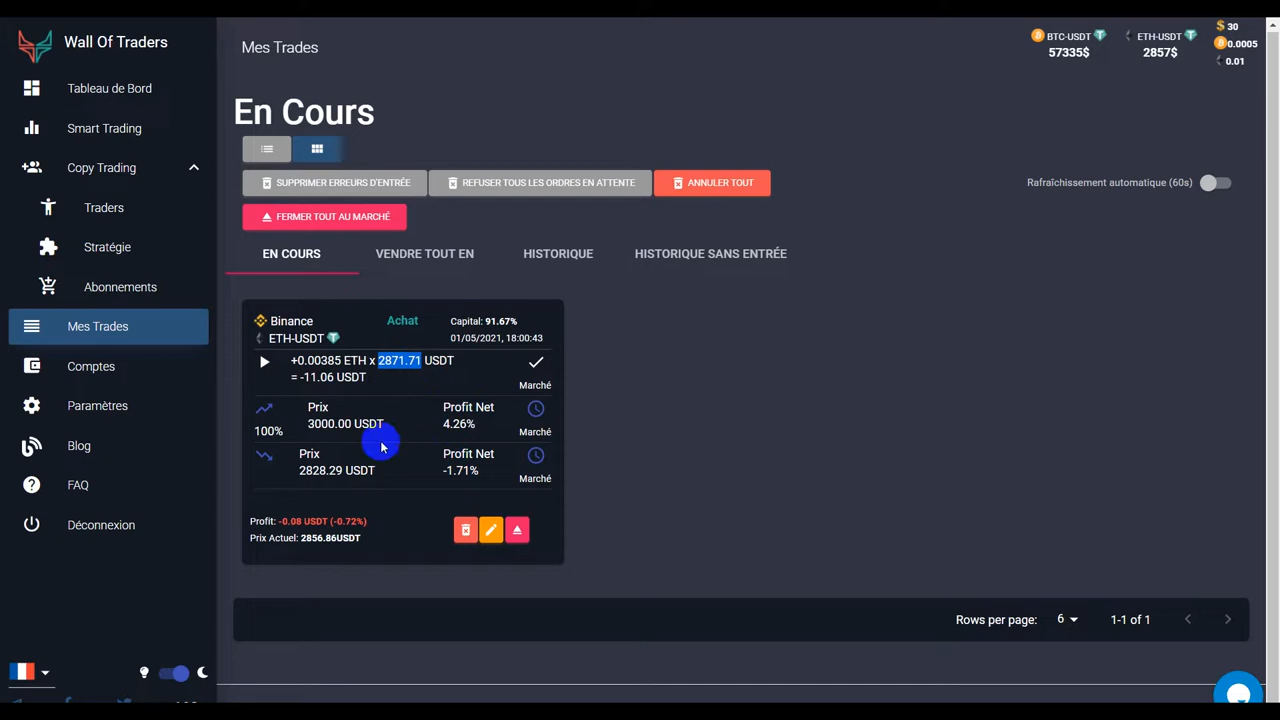 Wall Of Traders
Tableau de Bord
Smart Trading
Copy Trading
Traders
Stratégie
Abonnements
Mes Trades
Comptes
Paramètres
Blog
FAQ
Déconnexion
Mes Trades
BTC-USDT
57335$
ETH-USDT
2857$
30
0.0005
0.01
En Cours
SUPPRIMER ERREURS D'ENTRÉE
REFUSER TOUS LES ORDRES EN ATTENTE
ANNULER TOUT
Rafraîchissement automatique (60s)
FERMER TOUT AU MARCHÉ
EN COURS
VENDRE TOUT EN
HISTORIQUE
HISTORIQUE SANS ENTRÉE
Binance
Achat
Capital: 91.67%
ETH-USDT
01/05/2021, 18:00:43
+0.00385 ETH x 2871.71 USDT
= -11.06 USDT
Marché
Prix
Profit Net
3000.00 USDT
4.26%
100%
Marché
Prix
Profit Net
2828.29 USDT
-1.71%
Marché
Profit: -0.08 USDT (-0.72%)
Prix Actuel: 2856.86USDT
Rows per page: 6
1-1 of 1